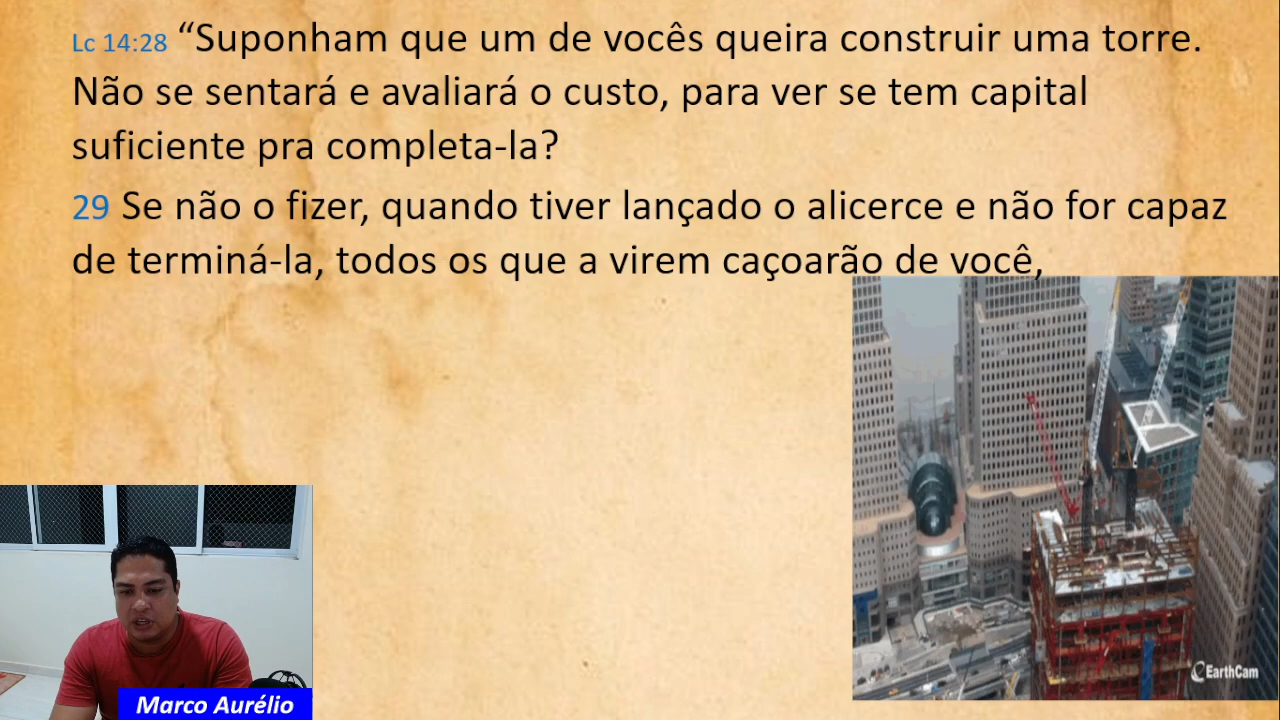 Lc 14:28 “Suponham que um de vocês queira construir uma torre.
Não se sentará e avaliará o custo, para ver se tem capital
suficiente pra completa-la?
29 Se não o fizer, quando tiver lançado o alicerce e não for capaz
de terminá-la, todos os que a virem caçoarão de você,
EarthCam
Marco Aurélio